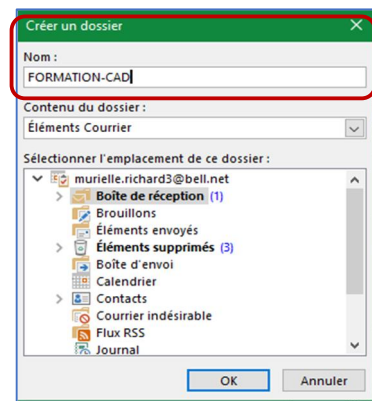 Créer un dossier
Nom :
FORMATION-CAD
Contenu du dossier :
Éléments Courrier
Sélectionner l'emplacement de ce dossier :
murielle.richard3@bell.net
Boîte de réception (1)
Brouillons
Éléments envoyés
Éléments supprimés (3)
Boîte d'envoi
Calendrier
Contacts
Courrier indésirable
Flux RSS
Journal
OK Annuler